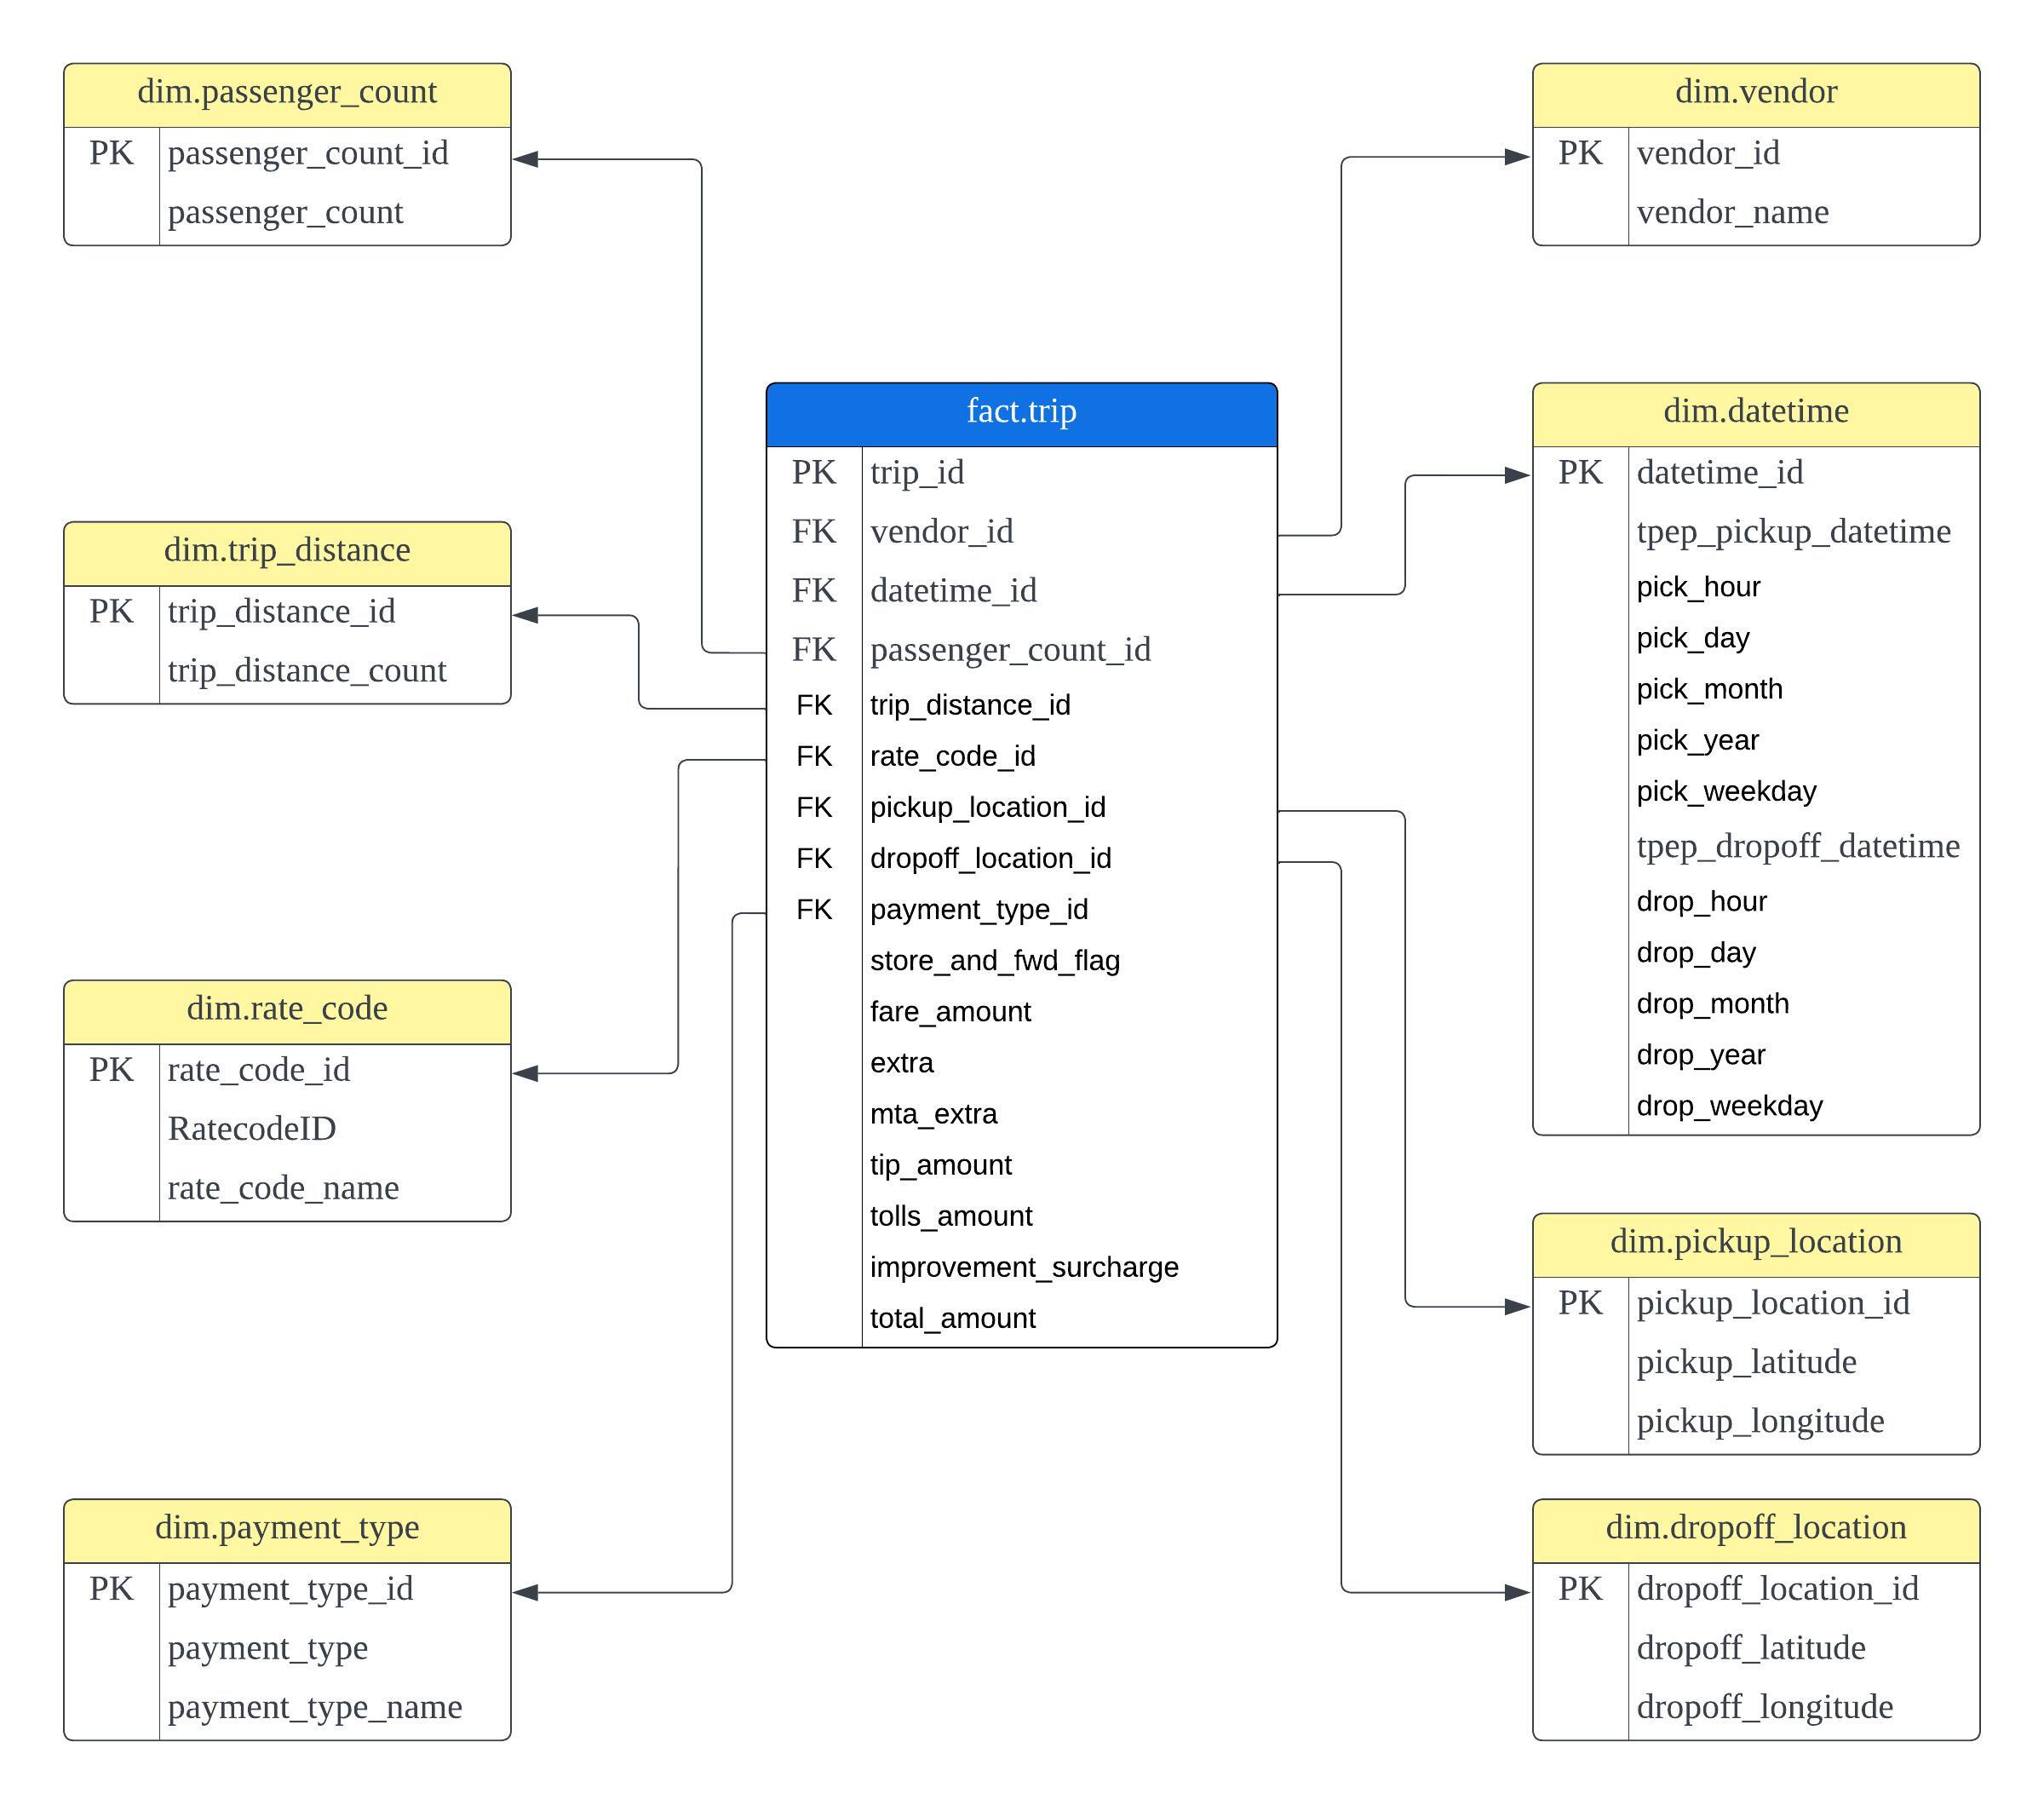 dim.passenger_count
PK passenger_count_id
passenger_count
dim.trip_distance
PK trip_distance_id
trip_distance_count
dim.rate_code
PK rate_code_id
RatecodeID
rate_code_name
dim.payment_type
PK payment_type_id
payment_type
payment_type_name
fact.trip
PK trip_id
FK vendor_id
FK datetime_id
FK passenger_count_id
FK trip_distance_id
FK rate_code_id
FK pickup_location_id
FK dropoff_location_id
FK payment_type_id
store_and_fwd_flag
fare_amount
extra
mta_extra
tip_amount
tolls_amount
improvement_surcharge
total_amount
dim.vendor
PK vendor_id
vendor_name
dim.datetime
PK datetime_id
tpep_pickup_datetime
pick_hour
pick_day
pick_month
pick_year
pick_weekday
tpep_dropoff_datetime
drop_hour
drop_day
drop_month
drop_year
drop_weekday
dim.pickup_location
PK pickup_location_id
pickup_latitude
pickup_longitude
dim.dropoff_location
PK dropoff_location_id
dropoff_latitude
dropoff_longitude